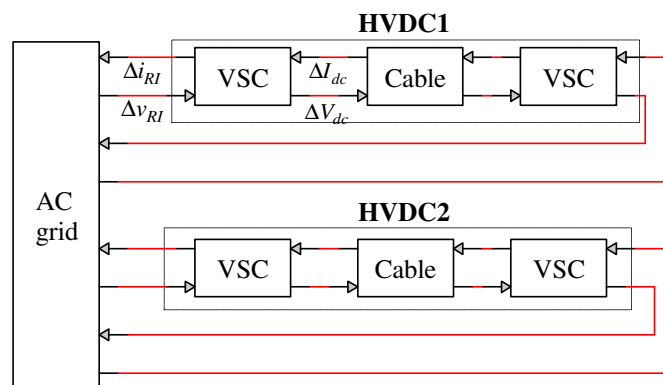 HVDC1
Δi_RI
VSC
ΔI_dc
Cable
VSC
Δv_RI
ΔV_dc
AC
grid
HVDC2
VSC
Cable
VSC